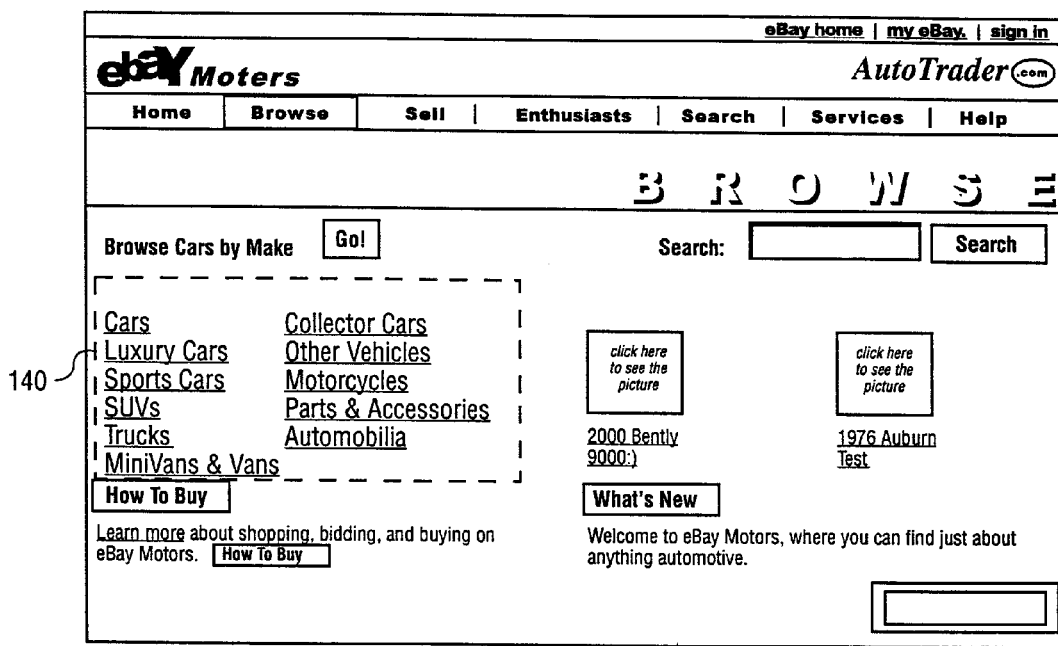 eBay home | my eBay. | sign in
ebaY Moters
AutoTrader .com
Home Browse Sell | Enthusiasts | Search | Services | Help
BROWSE
Browse Cars by Make Go! Search: Search
Cars Collector Cars
Luxury Cars Other Vehicles
Sports Cars Motorcycles
SUVs Parts & Accessories
Trucks Automobilia
MiniVans & Vans
140
click here
to see the
picture
2000 Bently
9000:)
click here
to see the
picture
1976 Auburn
Test
How To Buy
Learn more about shopping, bidding, and buying on
eBay Motors. How To Buy
What's New
Welcome to eBay Motors, where you can find just about
anything automotive.